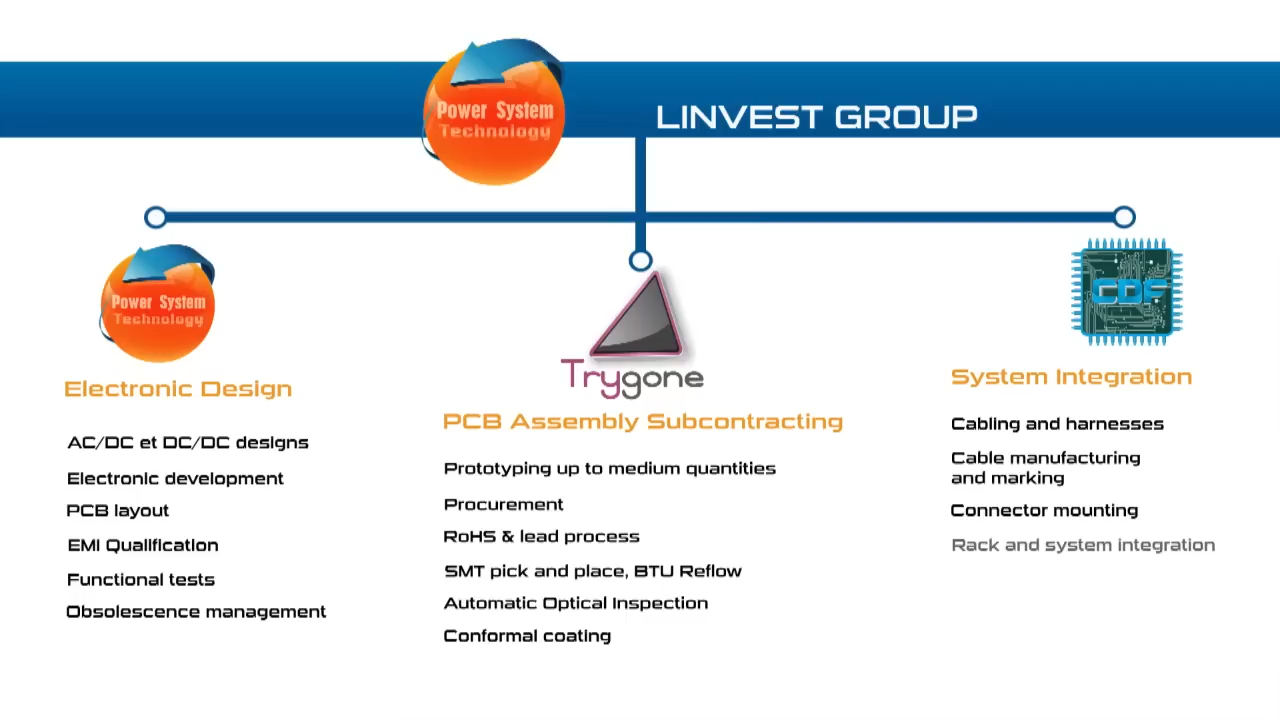 Power System
Technology
LINVEST GROUP
Power System
Technology
Electronic Design
AC/DC et DC/DC designs
Electronic development
PCB layout
EMI Qualification
Functional tests
Obsolescence management
Trygone
PCB Assembly Subcontracting
Prototyping up to medium quantities
Procurement
RoHS & lead process
SMT pick and place, BTU Reflow
Automatic Optical Inspection
Conformal coating
CDF
System Integration
Cabling and harnesses
Cable manufacturing
and marking
Connector mounting
Rack and system integration